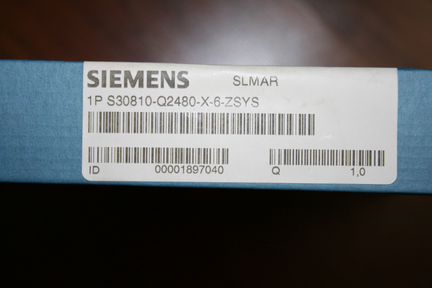 SIEMENS SLMAR
1P S30810-Q2480-X-6-ZSYS
ID 00001897040 Q 1,0